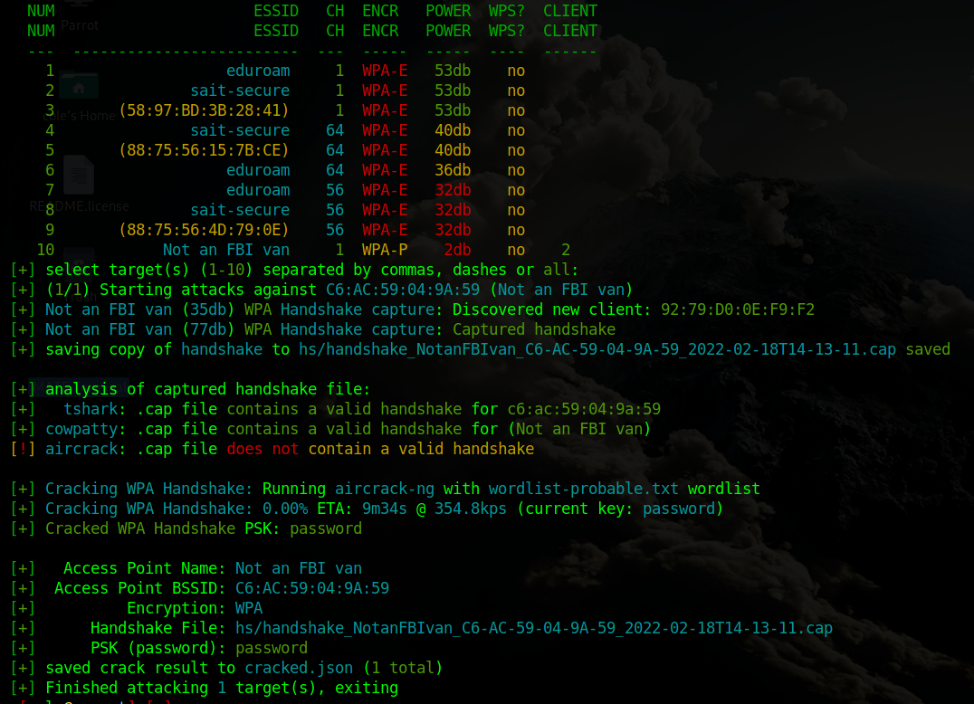 NUM ESSID CH ENCR POWER WPS? CLIENT
NUM ESSID CH ENCR POWER WPS? CLIENT
--- ------------------------- --- ----- ----- ---- ------
1 eduroam 1 WPA-E 53db no
2 sait-secure 1 WPA-E 53db no
3 (58:97:BD:3B:28:41) 1 WPA-E 53db no
4 sait-secure 64 WPA-E 40db no
5 (88:75:56:15:7B:CE) 64 WPA-E 40db no
6 eduroam 64 WPA-E 36db no
7 eduroam 56 WPA-E 32db no
8 sait-secure 56 WPA-E 32db no
9 (88:75:56:4D:79:0E) 56 WPA-E 32db no
10 Not an FBI van 1 WPA-P 2db no 2
[+] select target(s) (1-10) separated by commas, dashes or all:
[+] (1/1) Starting attacks against C6:AC:59:04:9A:59 (Not an FBI van)
[+] Not an FBI van (35db) WPA Handshake capture: Discovered new client: 92:79:D0:0E:F9:F2
[+] Not an FBI van (77db) WPA Handshake capture: Captured handshake
[+] saving copy of handshake to hs/handshake_NotanFBIvan_C6-AC-59-04-9A-59_2022-02-18T14-13-11.cap saved
[+] analysis of captured handshake file:
[+] tshark: .cap file contains a valid handshake for c6:ac:59:04:9a:59
[+] cowpatty: .cap file contains a valid handshake for (Not an FBI van)
[!] aircrack: .cap file does not contain a valid handshake
[+] Cracking WPA Handshake: Running aircrack-ng with wordlist-probable.txt wordlist
[+] Cracking WPA Handshake: 0.00% ETA: 9m34s @ 354.8kps (current key: password)
[+] Cracked WPA Handshake PSK: password
[+] Access Point Name: Not an FBI van
[+] Access Point BSSID: C6:AC:59:04:9A:59
[+] Encryption: WPA
[+] Handshake File: hs/handshake_NotanFBIvan_C6-AC-59-04-9A-59_2022-02-18T14-13-11.cap
[+] PSK (password): password
[+] saved crack result to cracked.json (1 total)
[+] Finished attacking 1 target(s), exiting
Parrot
README.license